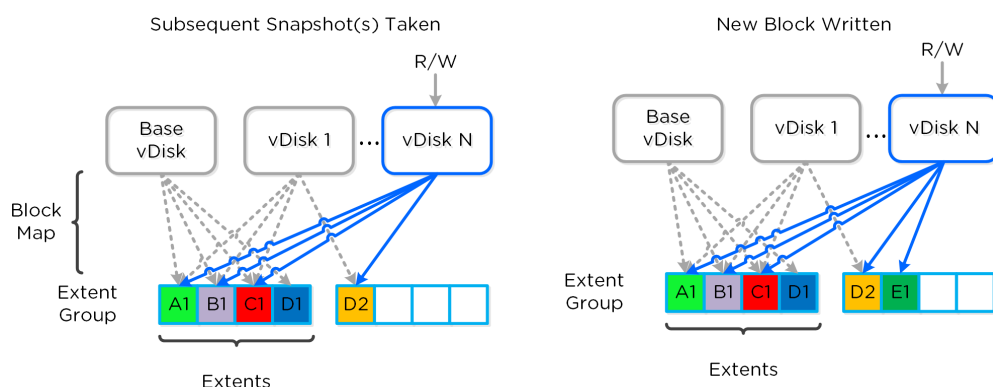 Subsequent Snapshot(s) Taken
R/W
Base
vDisk
vDisk 1
...
vDisk N
Block
Map
Extent
Group
A1
B1
C1
D1
D2
Extents
New Block Written
R/W
Base
vDisk
vDisk 1
...
vDisk N
Extent
Group
A1
B1
C1
D1
D2
E1
Extents